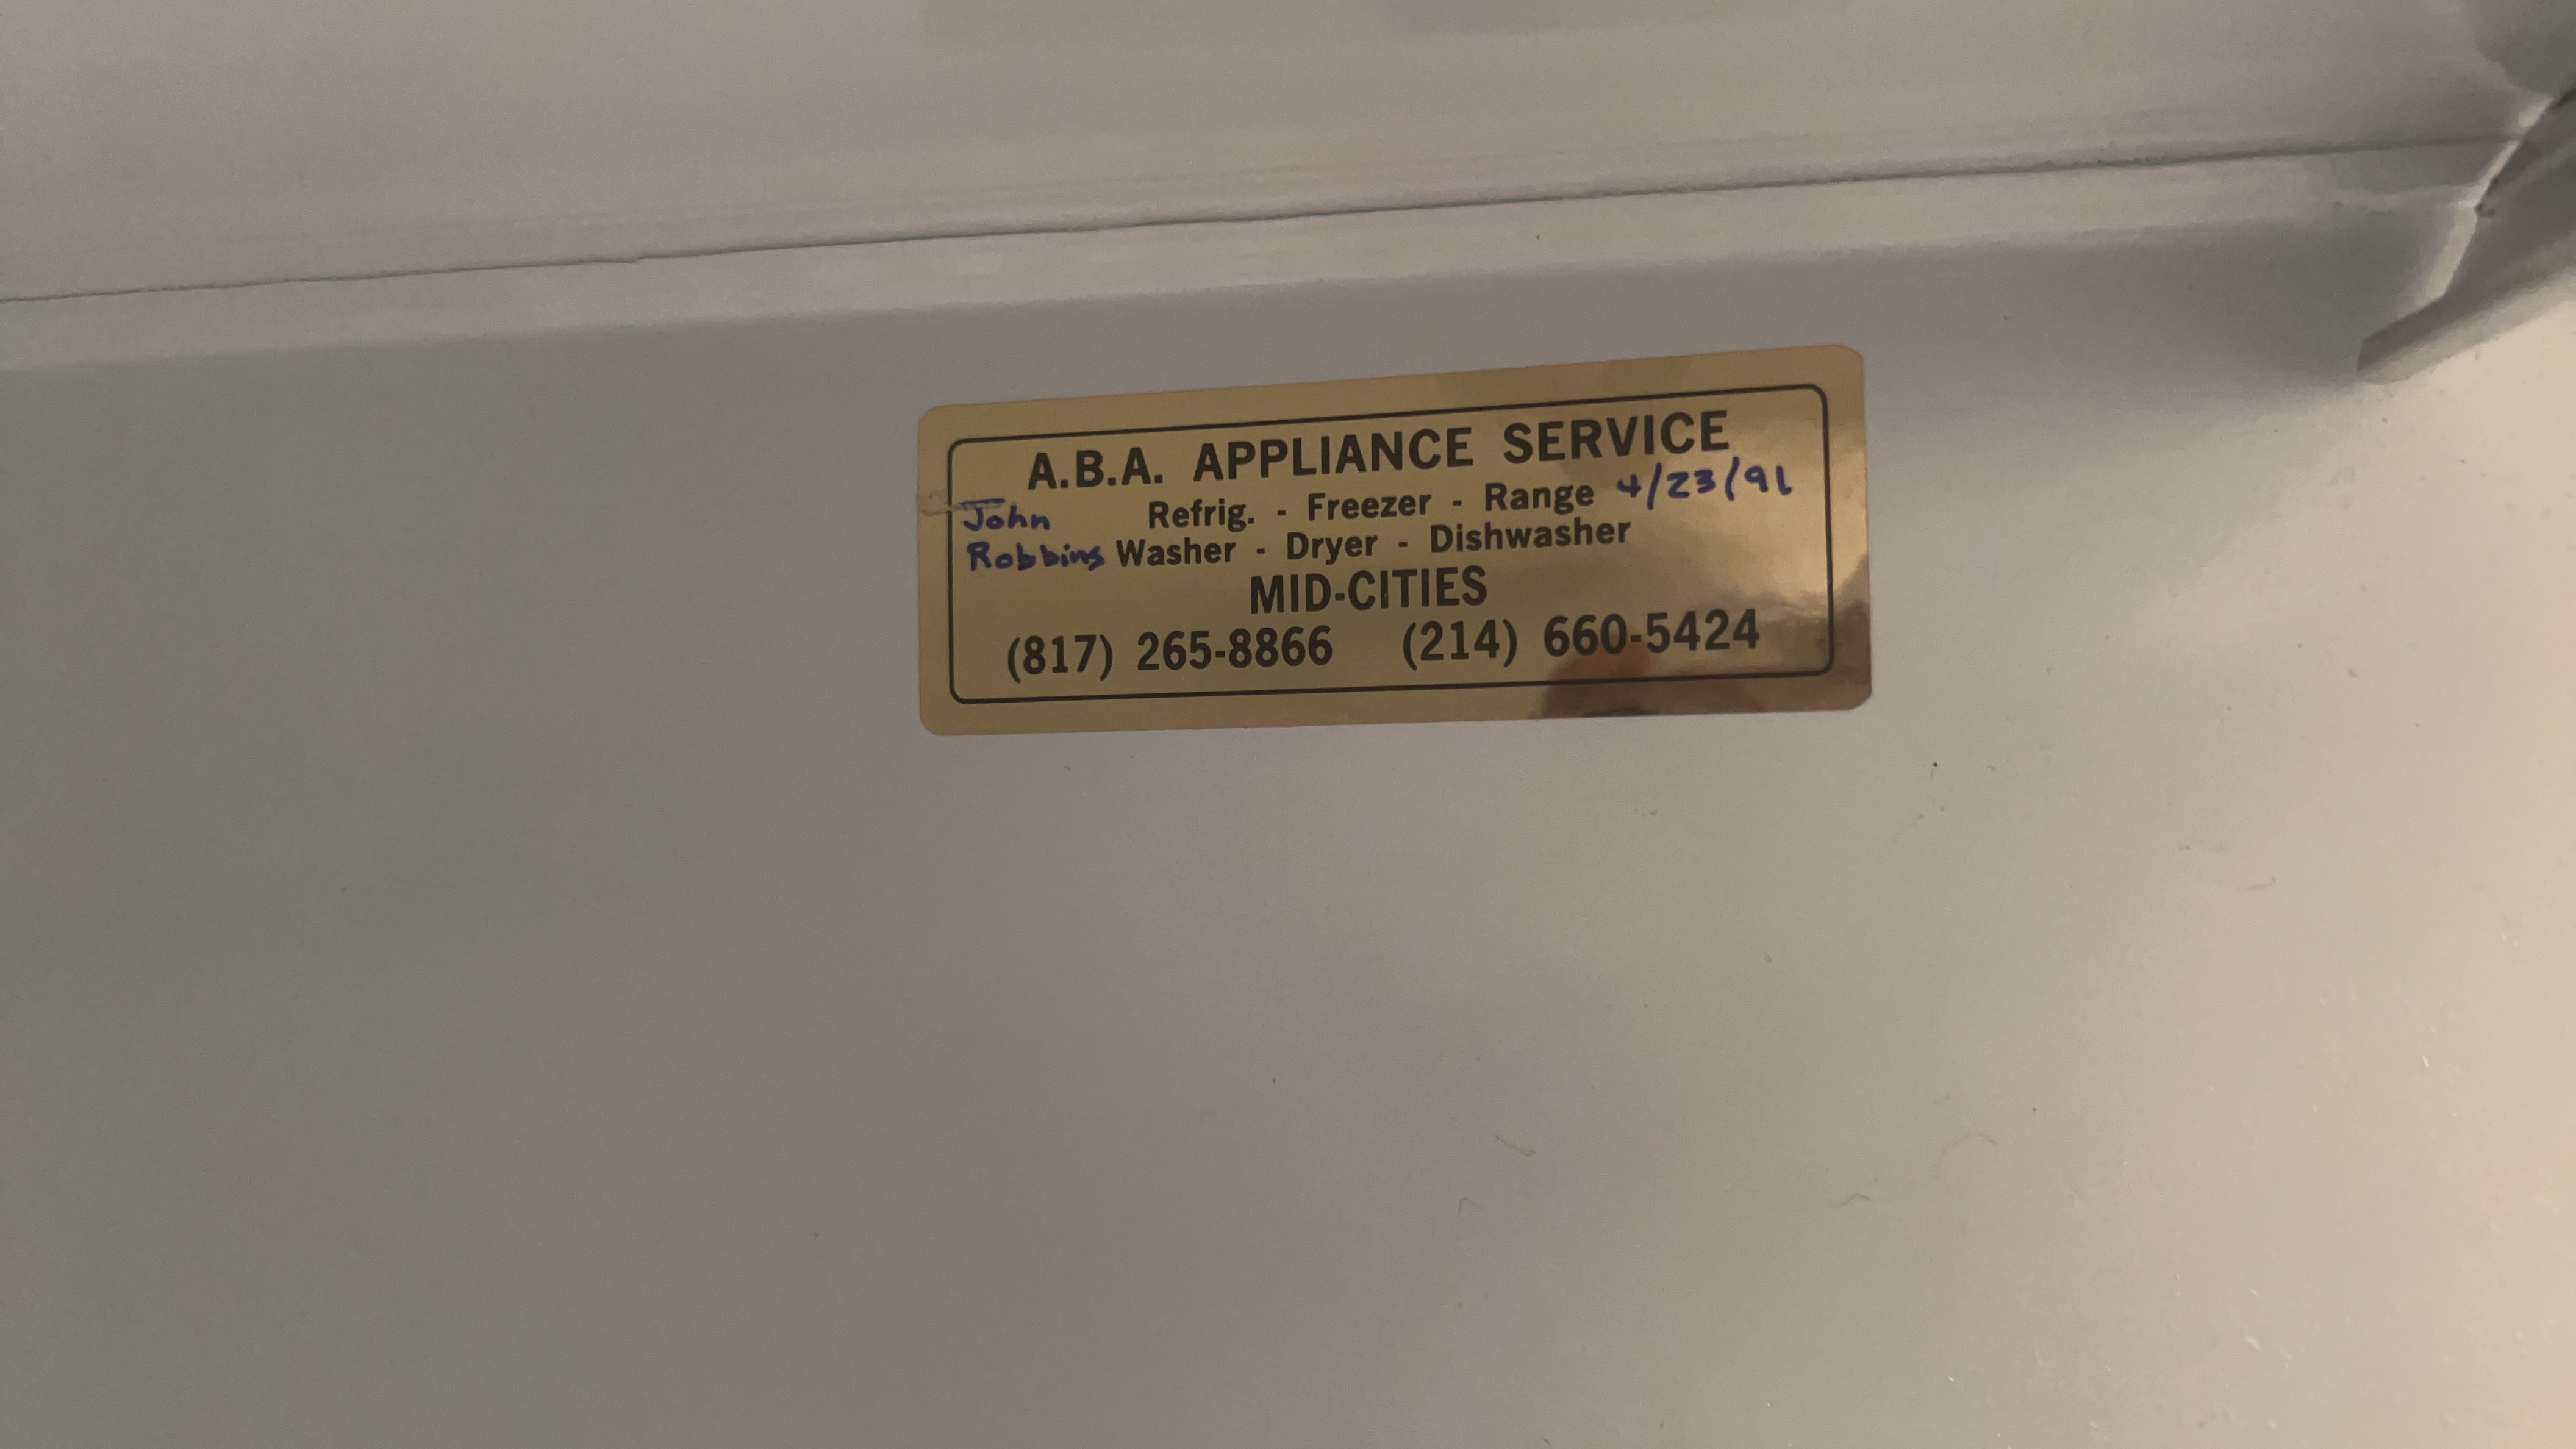 A.B.A. APPLIANCE SERVICE
John Refrig. - Freezer - Range 4/23/91
Robbins Washer - Dryer - Dishwasher
MID-CITIES
(817) 265-8866 (214) 660-5424